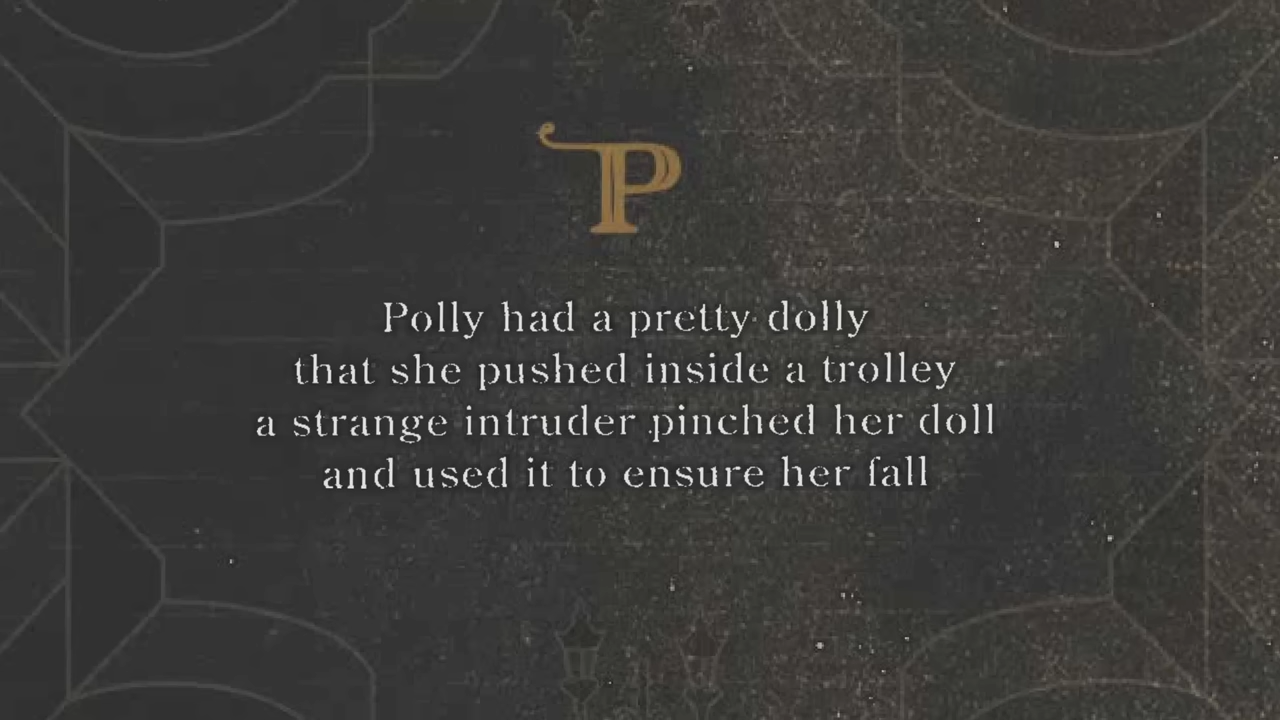 P
Polly had a pretty dolly
that she pushed inside a trolley
a strange intruder pinched her doll
and used it to ensure her fall